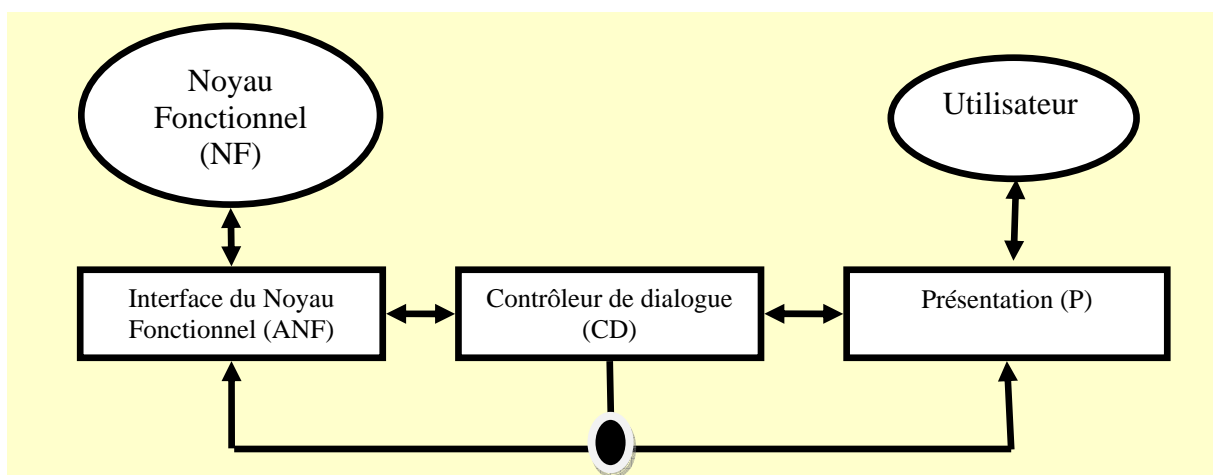 Noyau
Fonctionnel
(NF)
Utilisateur
Interface du Noyau
Fonctionnel (ANF)
Contrôleur de dialogue
(CD)
Présentation (P)